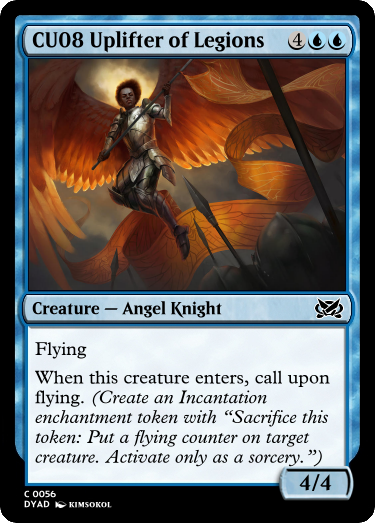 CU08 Uplifter of Legions 4
Creature — Angel Knight
Flying
When this creature enters, call upon
flying. (Create an Incantation
enchantment token with “Sacrifice this
token: Put a flying counter on target
creature. Activate only as a sorcery.”)
4/4
C 0056
DYAD KIMSOKOL